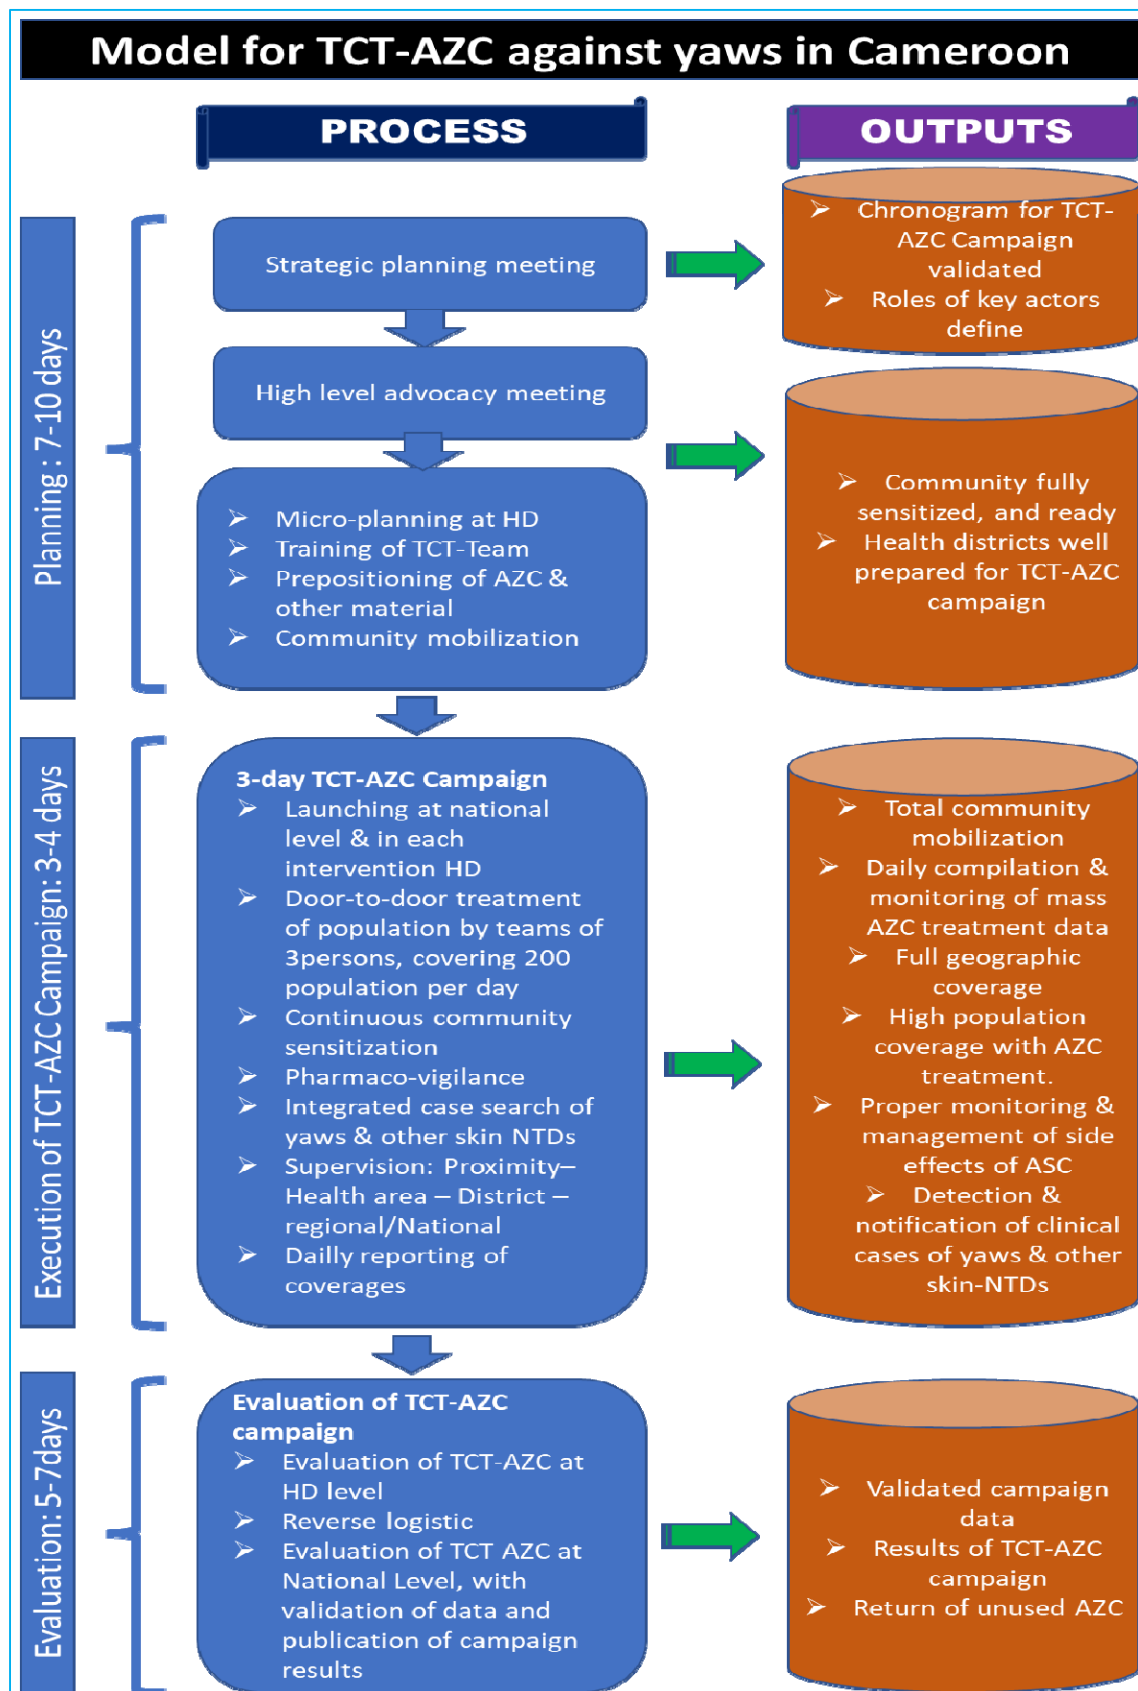 Model for TCT-AZC against yaws in Cameroon
PROCESS
OUTPUTS
Planning : 7-10 days
Strategic planning meeting
➢ Chronogram for TCT-
AZC Campaign
validated
➢ Roles of key actors
define
High level advocacy meeting
➢ Micro-planning at HD
➢ Training of TCT-Team
➢ Prepositioning of AZC &
other material
➢ Community mobilization
➢ Community fully
sensitized, and ready
➢ Health districts well
prepared for TCT-AZC
campaign
Execution of TCT-AZC Campaign: 3-4 days
3-day TCT-AZC Campaign
➢ Launching at national
level & in each
intervention HD
➢ Door-to-door treatment
of population by teams of
3persons, covering 200
population per day
➢ Continuous community
sensitization
➢ Pharmaco-vigilance
➢ Integrated case search of
yaws & other skin NTDs
➢ Supervision: Proximity–
Health area – District –
regional/National
➢ Dailly reporting of
coverages
➢ Total community
mobilization
➢ Daily compilation &
monitoring of mass
AZC treatment data
➢ Full geographic
coverage
➢ High population
coverage with AZC
treatment.
➢ Proper monitoring &
management of side
effects of ASC
➢ Detection &
notification of clinical
cases of yaws & other
skin-NTDs
Evaluation: 5-7days
Evaluation of TCT-AZC
campaign
➢ Evaluation of TCT-AZC at
HD level
➢ Reverse logistic
➢ Evaluation of TCT AZC at
National Level, with
validation of data and
publication of campaign
results
➢ Validated campaign
data
➢ Results of TCT-AZC
campaign
➢ Return of unused AZC